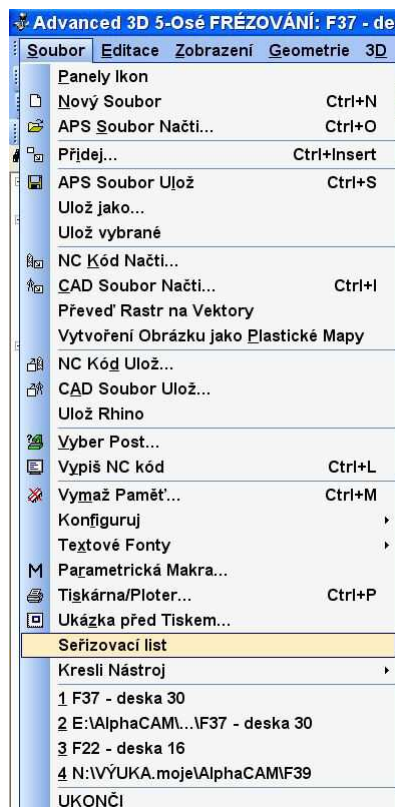 Advanced 3D 5-Osé FRÉZOVÁNÍ: F37 - de
Soubor Editace Zobrazení Geometrie 3D
Panely Ikon
Nový Soubor Ctrl+N
APS Soubor Načti... Ctrl+O
Přidej... Ctrl+Insert
APS Soubor Ulož Ctrl+S
Ulož jako...
Ulož vybrané
NC Kód Načti...
CAD Soubor Načti... Ctrl+I
Převeď Rastr na Vektory
Vytvoření Obrázku jako Plastické Mapy
NC Kód Ulož...
CAD Soubor Ulož...
Ulož Rhino
Vyber Post...
Vypiš NC kód Ctrl+L
Vymaž Paměť... Ctrl+M
Konfiguruj
Textové Fonty
M Parametrická Makra...
Tiskárna/Ploter... Ctrl+P
Ukázka před Tiskem...
Seřizovací list
Kresli Nástroj
1 F37 - deska 30
2 E:\AlphaCAM\...\F37 - deska 30
3 F22 - deska 16
4 N:\VÝUKA.moje\AlphaCAM\F39
UKONČI